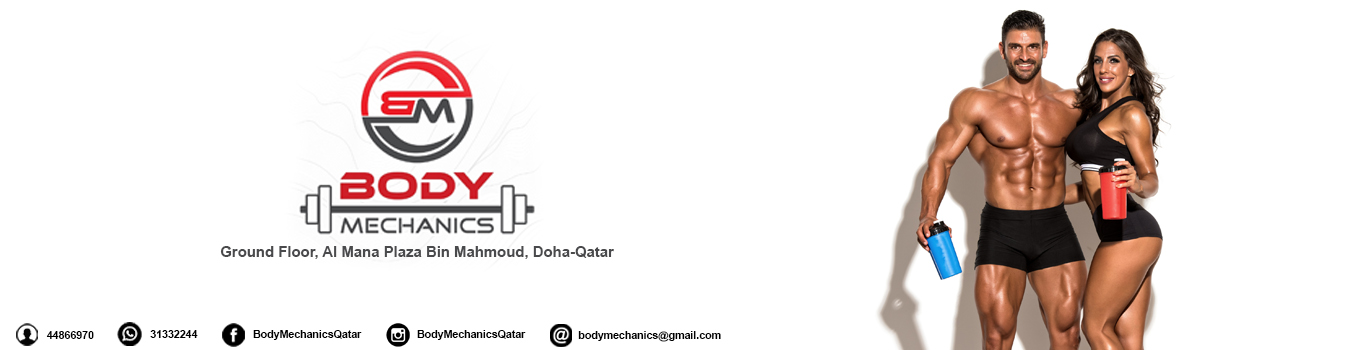 BM
BODY
MECHANICS
Ground Floor, Al Mana Plaza Bin Mahmoud, Doha-Qatar
44866970 31332244 BodyMechanicsQatar BodyMechanicsQatar @ bodymechanics@gmail.com